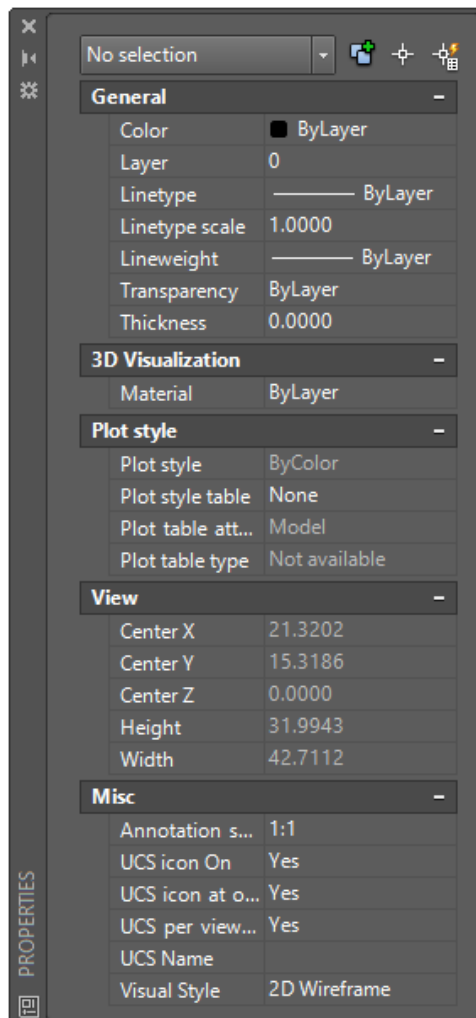 No selection
General
Color ByLayer
Layer 0
Linetype ByLayer
Linetype scale 1.0000
Lineweight ByLayer
Transparency ByLayer
Thickness 0.0000
3D Visualization
Material ByLayer
Plot style
Plot style ByColor
Plot style table None
Plot table att... Model
Plot table type Not available
View
Center X 21.3202
Center Y 15.3186
Center Z 0.0000
Height 31.9943
Width 42.7112
Misc
Annotation s... 1:1
UCS icon On Yes
UCS icon at o... Yes
UCS per view... Yes
UCS Name
Visual Style 2D Wireframe
PROPERTIES